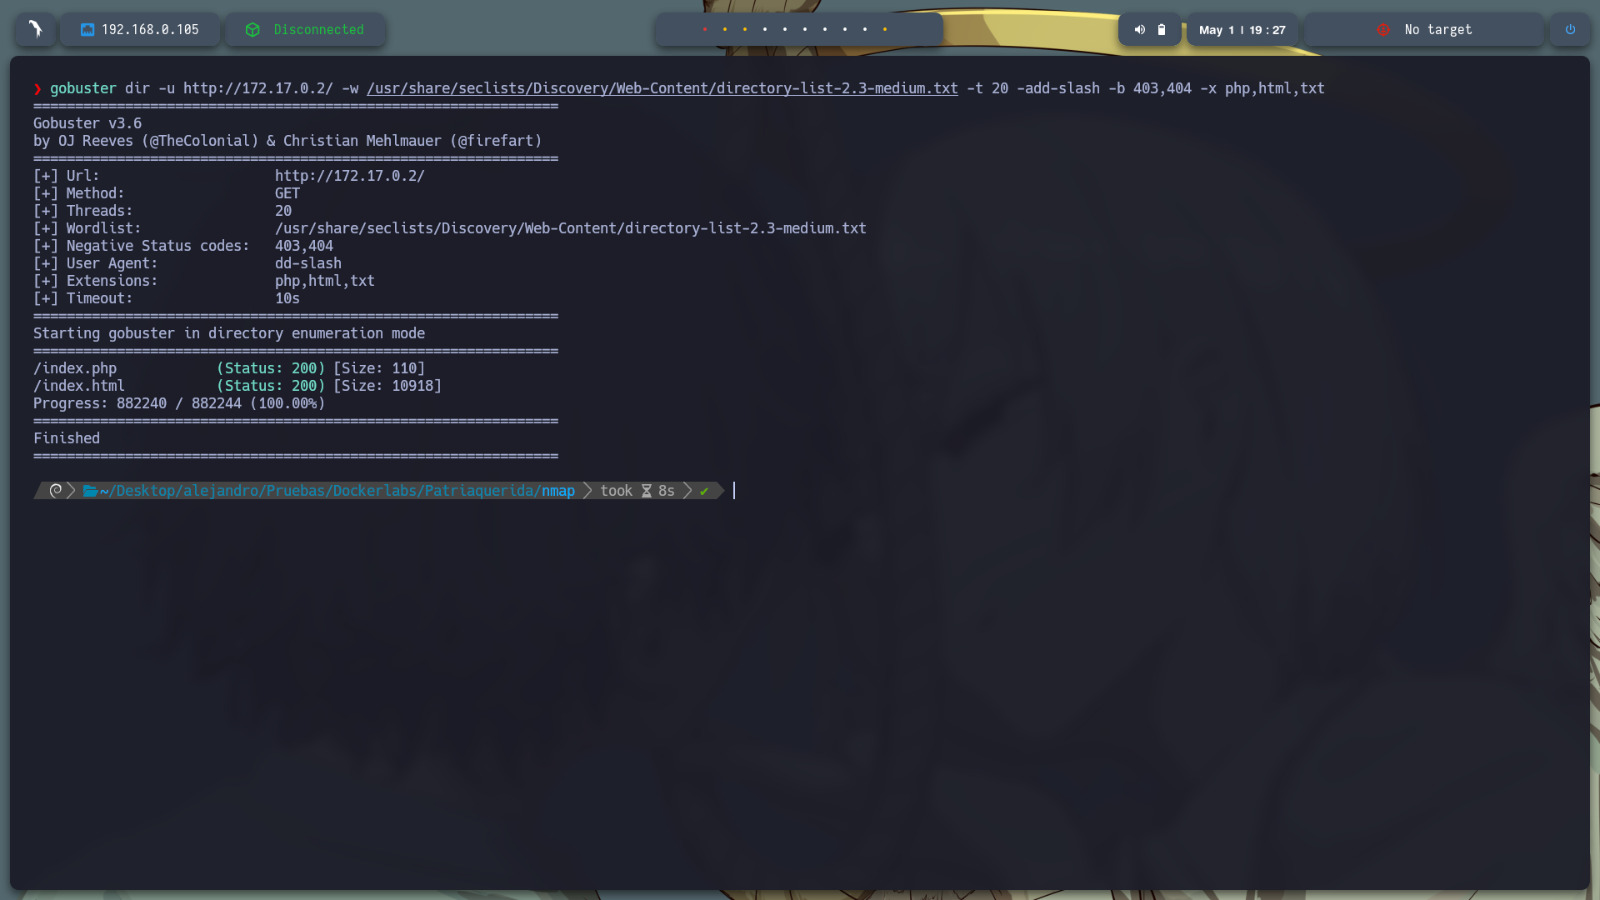 192.168.0.105 Disconnected May 1 | 19:27 No target
❯ gobuster dir -u http://172.17.0.2/ -w /usr/share/seclists/Discovery/Web-Content/directory-list-2.3-medium.txt -t 20 -add-slash -b 403,404 -x php,html,txt
===============================================================
Gobuster v3.6
by OJ Reeves (@TheColonial) & Christian Mehlmauer (@firefart)
===============================================================
[+] Url:                     http://172.17.0.2/
[+] Method:                  GET
[+] Threads:                 20
[+] Wordlist:                /usr/share/seclists/Discovery/Web-Content/directory-list-2.3-medium.txt
[+] Negative Status codes:   403,404
[+] User Agent:              dd-slash
[+] Extensions:              php,html,txt
[+] Timeout:                 10s
===============================================================
Starting gobuster in directory enumeration mode
===============================================================
/index.php            (Status: 200) [Size: 110]
/index.html           (Status: 200) [Size: 10918]
Progress: 882240 / 882244 (100.00%)
===============================================================
Finished
===============================================================
~/Desktop/alejandro/Pruebas/Dockerlabs/Patriaquerida/nmap took 8s ✔